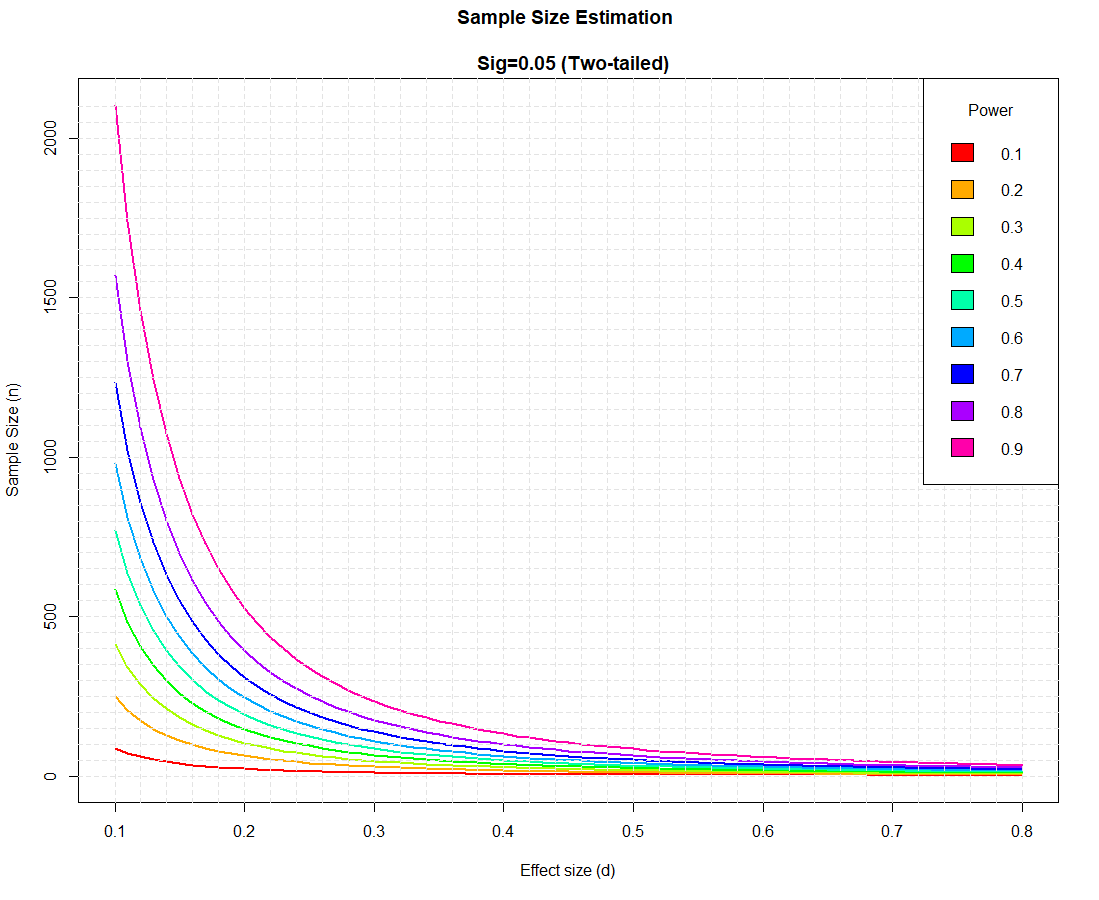 Sample Size Estimation
Sig=0.05 (Two-tailed)
Power
0.1
0.2
0.3
0.4
0.5
0.6
0.7
0.8
0.9
2000
1500
1000
500
0
Sample Size (n)
0.1 0.2 0.3 0.4 0.5 0.6 0.7 0.8
Effect size (d)